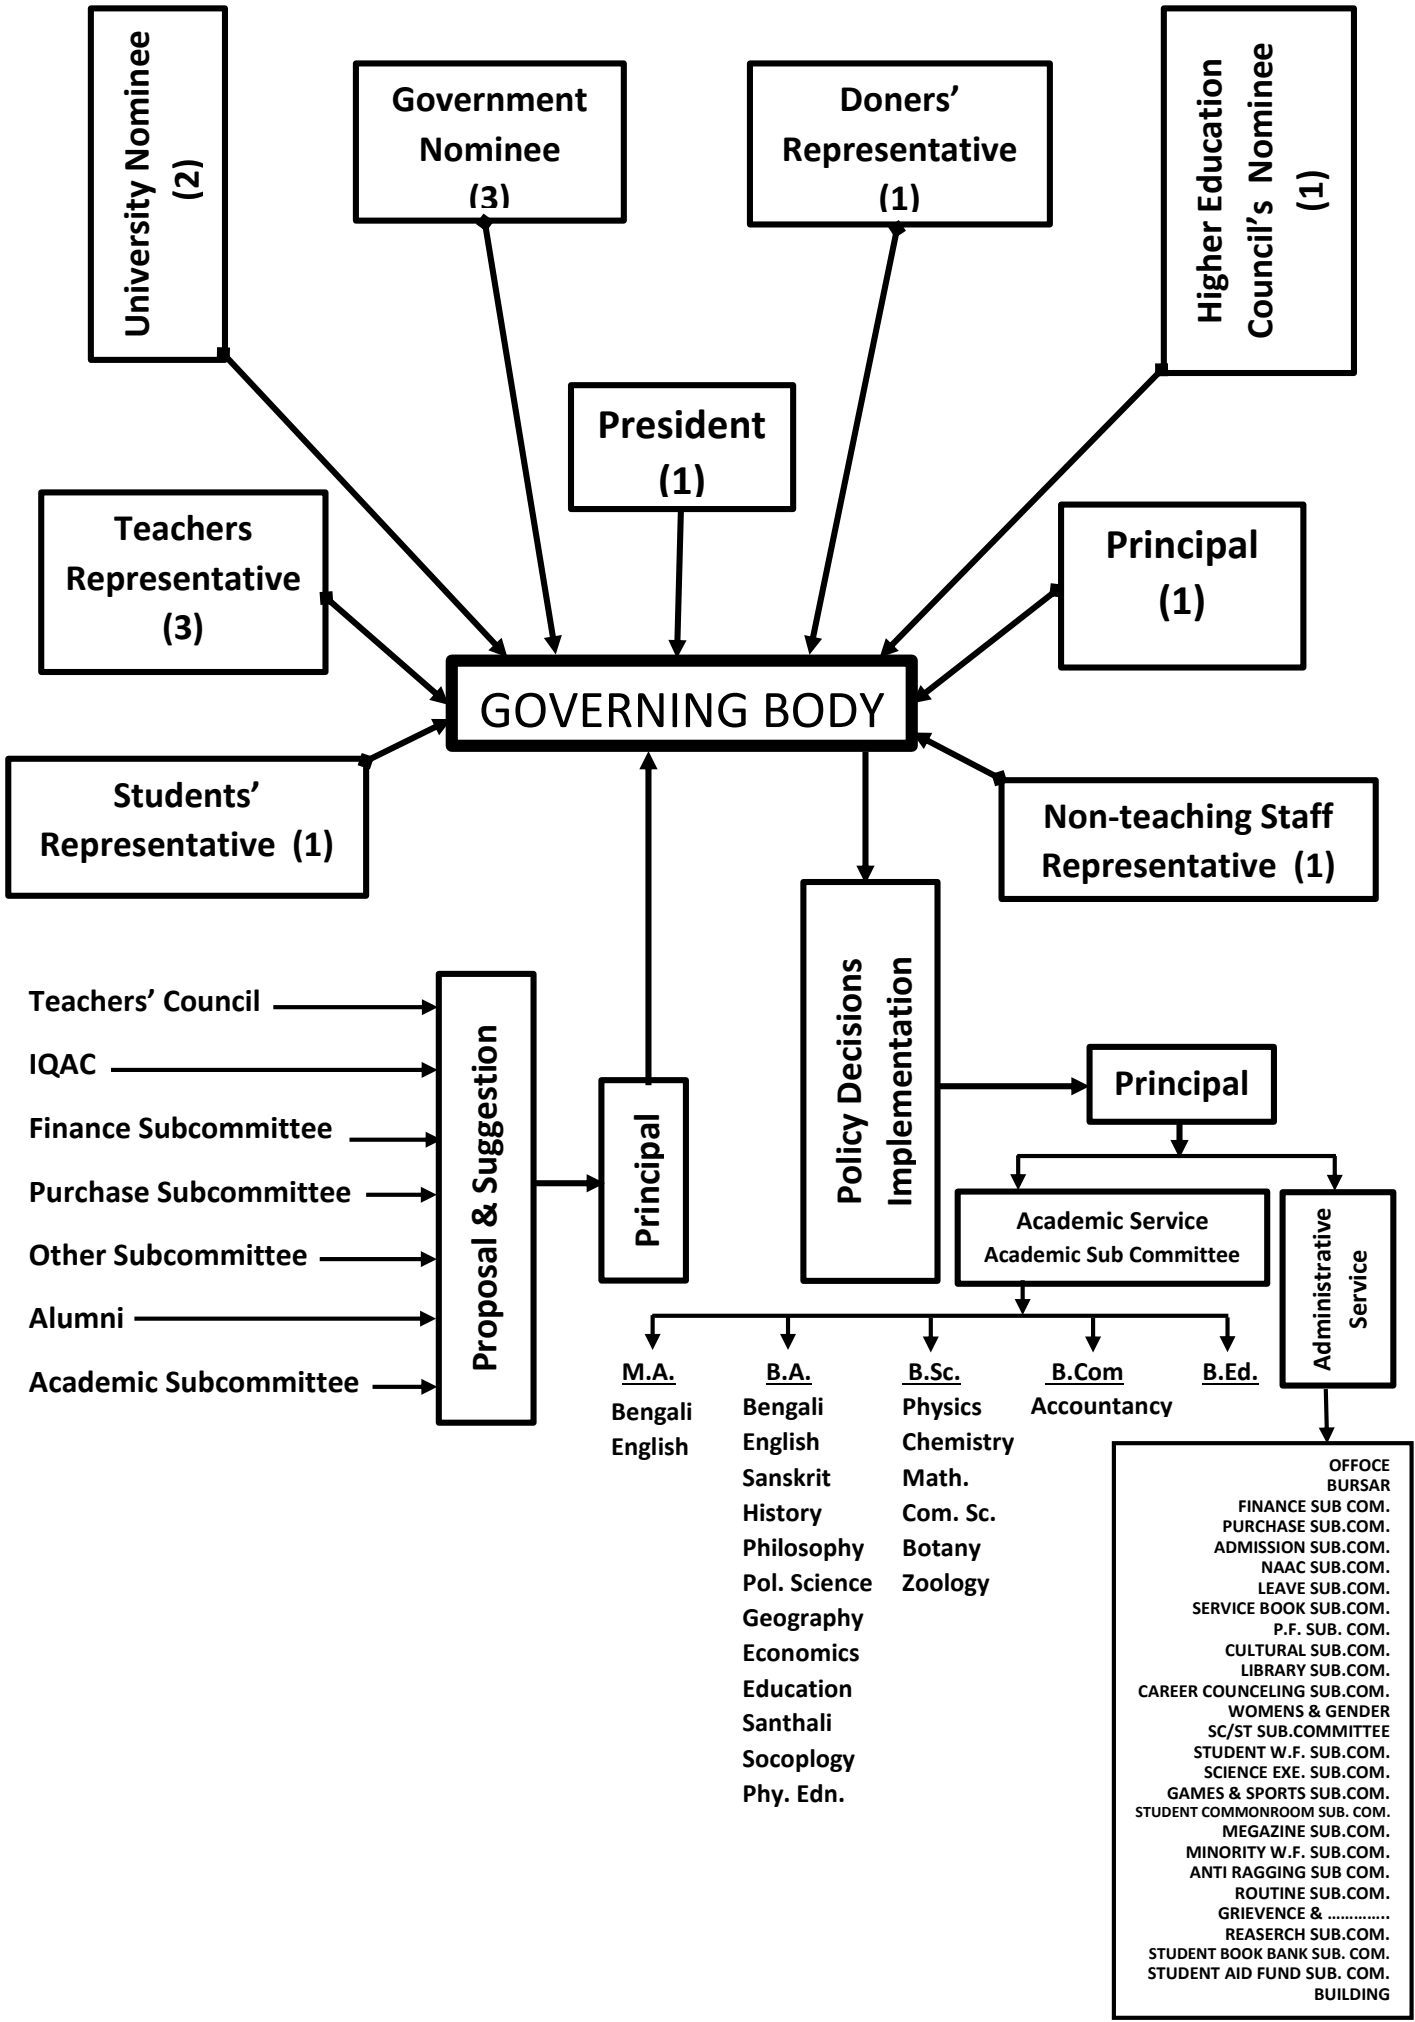 University Nominee
(2)
Government
Nominee
(3)
Doners’
Representative
(1)
Higher Education
Council’s Nominee
(1)
President
(1)
Teachers
Representative
(3)
Principal
(1)
GOVERNING BODY
Students’
Representative (1)
Non-teaching Staff
Representative (1)
Teachers’ Council
IQAC
Finance Subcommittee
Purchase Subcommittee
Other Subcommittee
Alumni
Academic Subcommittee
Proposal & Suggestion
Principal
Policy Decisions
Implementation
Principal
Academic Service
Academic Sub Committee
Administrative
Service
M.A.
Bengali
English
B.A.
Bengali
English
Sanskrit
History
Philosophy
Pol. Science
Geography
Economics
Education
Santhali
Socoplogy
Phy. Edn.
B.Sc.
Physics
Chemistry
Math.
Com. Sc.
Botany
Zoology
B.Com
Accountancy
B.Ed.
OFFOCE
BURSAR
FINANCE SUB COM.
PURCHASE SUB.COM.
ADMISSION SUB.COM.
NAAC SUB.COM.
LEAVE SUB.COM.
SERVICE BOOK SUB.COM.
P.F. SUB. COM.
CULTURAL SUB.COM.
LIBRARY SUB.COM.
CAREER COUNCELING SUB.COM.
WOMENS & GENDER
SC/ST SUB.COMMITTEE
STUDENT W.F. SUB.COM.
SCIENCE EXE. SUB.COM.
GAMES & SPORTS SUB.COM.
STUDENT COMMONROOM SUB. COM.
MEGAZINE SUB.COM.
MINORITY W.F. SUB.COM.
ANTI RAGGING SUB COM.
ROUTINE SUB.COM.
GRIEVENCE & …………..
REASERCH SUB.COM.
STUDENT BOOK BANK SUB. COM.
STUDENT AID FUND SUB. COM.
BUILDING